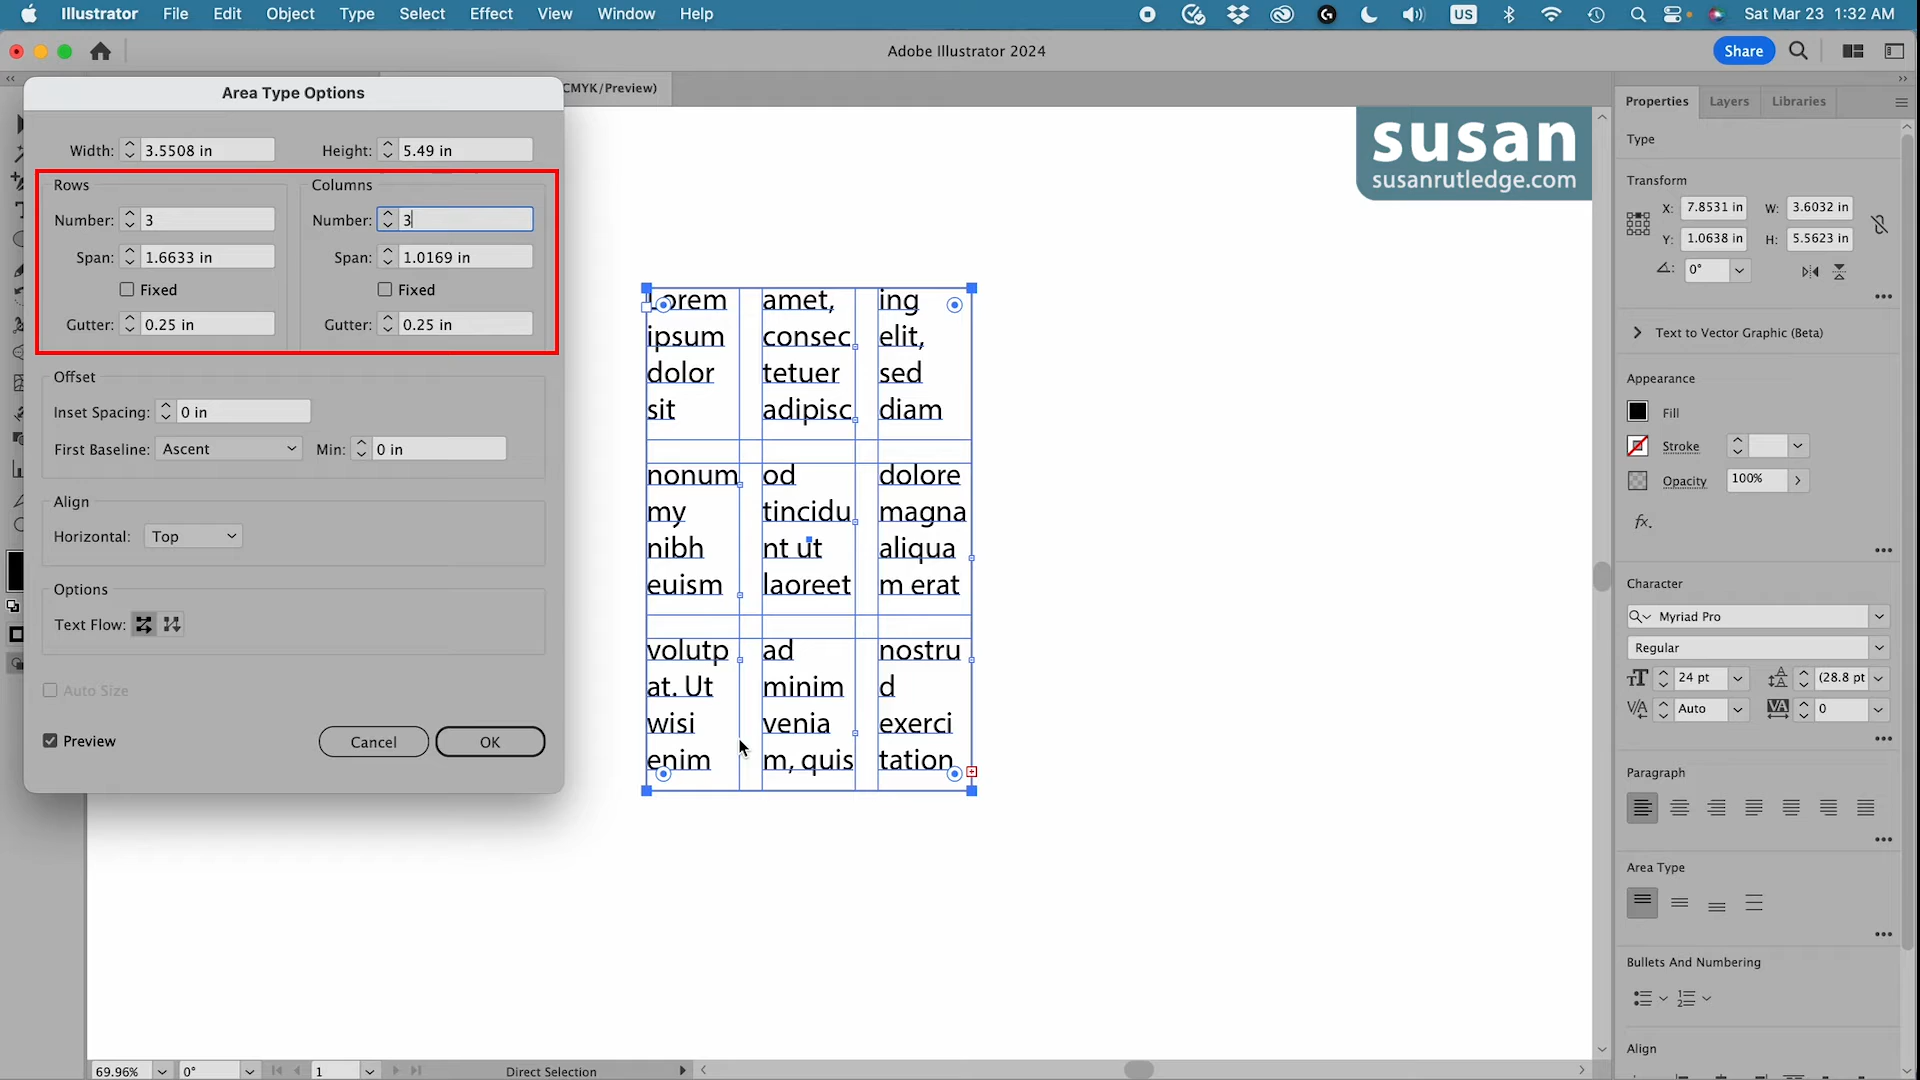 Illustrator File Edit Object Type Select Effect View Window Help US Sat Mar 23 1:32 AM
Adobe Illustrator 2024 Share
CMYK/Preview)
Area Type Options
Width: 3.5508 in Height: 5.49 in
Rows Columns
Number: 3 Number: 3
Span: 1.6633 in Span: 1.0169 in
Fixed Fixed
Gutter: 0.25 in Gutter: 0.25 in
Offset
Inset Spacing: 0 in
First Baseline: Ascent Min: 0 in
Align
Horizontal: Top
Options
Text Flow:
Auto Size
Preview Cancel OK
susan
susanrutledge.com
Lorem
ipsum
dolor
sit
amet,
consec
tetuer
adipisc
ing
elit,
sed
diam
nonum
my
nibh
euism
od
tincidu
nt ut
laoreet
dolore
magna
aliqua
m erat
volutp
at. Ut
wisi
enim
ad
minim
venia
m, quis
nostru
d
exerci
tation
Properties Layers Libraries
Type
Transform
X: 7.8531 in W: 3.6032 in
Y: 1.0638 in H: 5.5623 in
0°
Text to Vector Graphic (Beta)
Appearance
Fill
Stroke
Opacity 100%
fx.
Character
Myriad Pro
Regular
24 pt (28.8 pt
Auto 0
Paragraph
Area Type
Bullets And Numbering
Align
69.96% 0° 1 Direct Selection